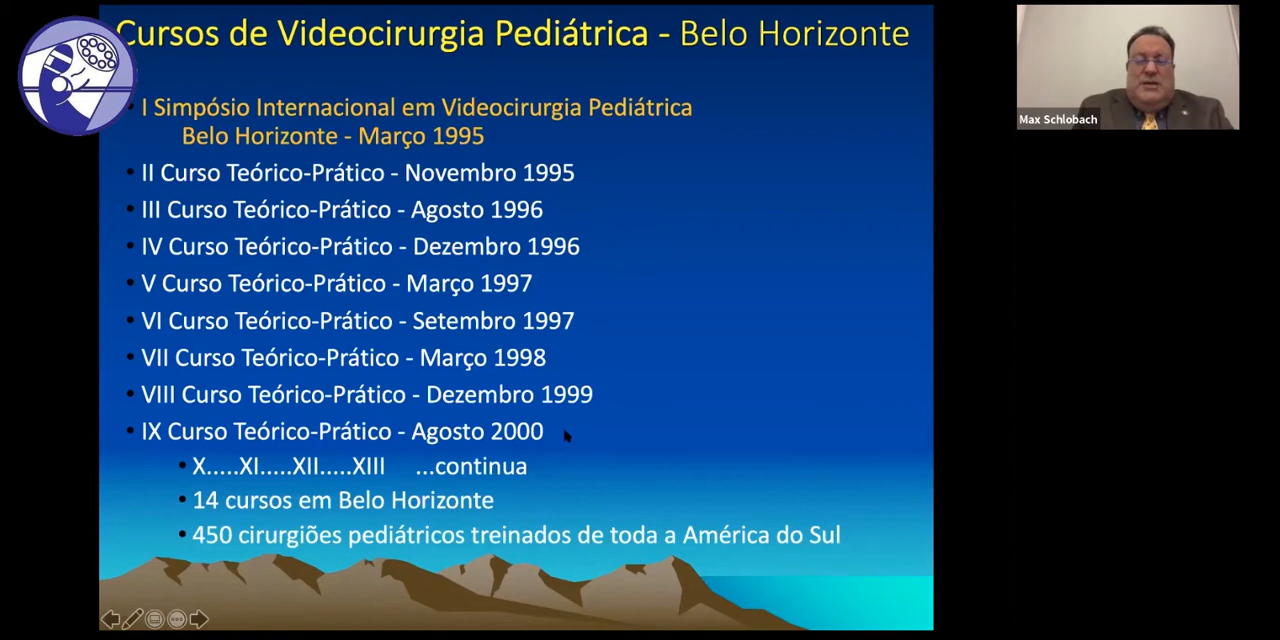 Cursos de Videocirurgia Pediátrica - Belo Horizonte
I Simpósio Internacional em Videocirurgia Pediátrica
Belo Horizonte - Março 1995
II Curso Teórico-Prático - Novembro 1995
III Curso Teórico-Prático - Agosto 1996
IV Curso Teórico-Prático - Dezembro 1996
V Curso Teórico-Prático - Março 1997
VI Curso Teórico-Prático - Setembro 1997
VII Curso Teórico-Prático - Março 1998
VIII Curso Teórico-Prático - Dezembro 1999
IX Curso Teórico-Prático - Agosto 2000
X.....XI.....XII.....XIII ...continua
14 cursos em Belo Horizonte
450 cirurgiões pediátricos treinados de toda a América do Sul
Max Schlobach